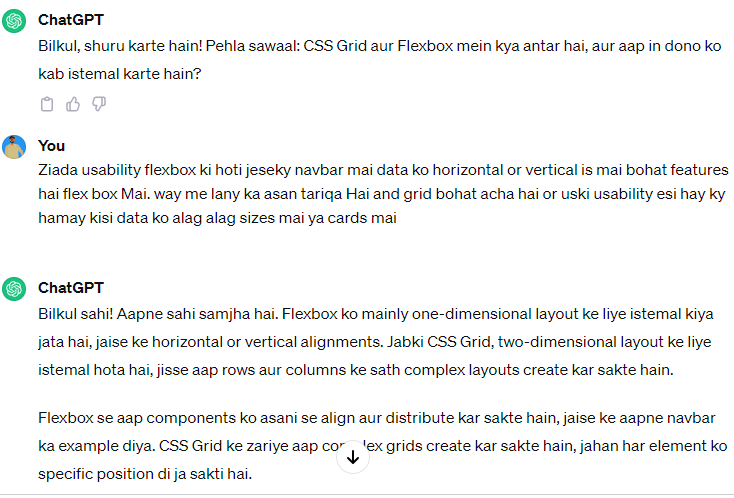 ChatGPT
Bilkul, shuru karte hain! Pehla sawaal: CSS Grid aur Flexbox mein kya antar hai, aur aap in dono ko
kab istemal karte hain?
You
Ziada usability flexbox ki hoti jeseky navbar mai data ko horizontal or vertical is mai bohat features
hai flex box Mai. way me lany ka asan tariqa Hai and grid bohat acha hai or uski usability esi hay ky
hamay kisi data ko alag alag sizes mai ya cards mai
ChatGPT
Bilkul sahi! Aapne sahi samjha hai. Flexbox ko mainly one-dimensional layout ke liye istemal kiya
jata hai, jaise ke horizontal or vertical alignments. Jabki CSS Grid, two-dimensional layout ke liye
istemal hota hai, jisse aap rows aur columns ke sath complex layouts create kar sakte hain.
Flexbox se aap components ko asani se align aur distribute kar sakte hain, jaise ke aapne navbar
ka example diya. CSS Grid ke zariye aap complex grids create kar sakte hain, jahan har element ko
specific position di ja sakti hai.